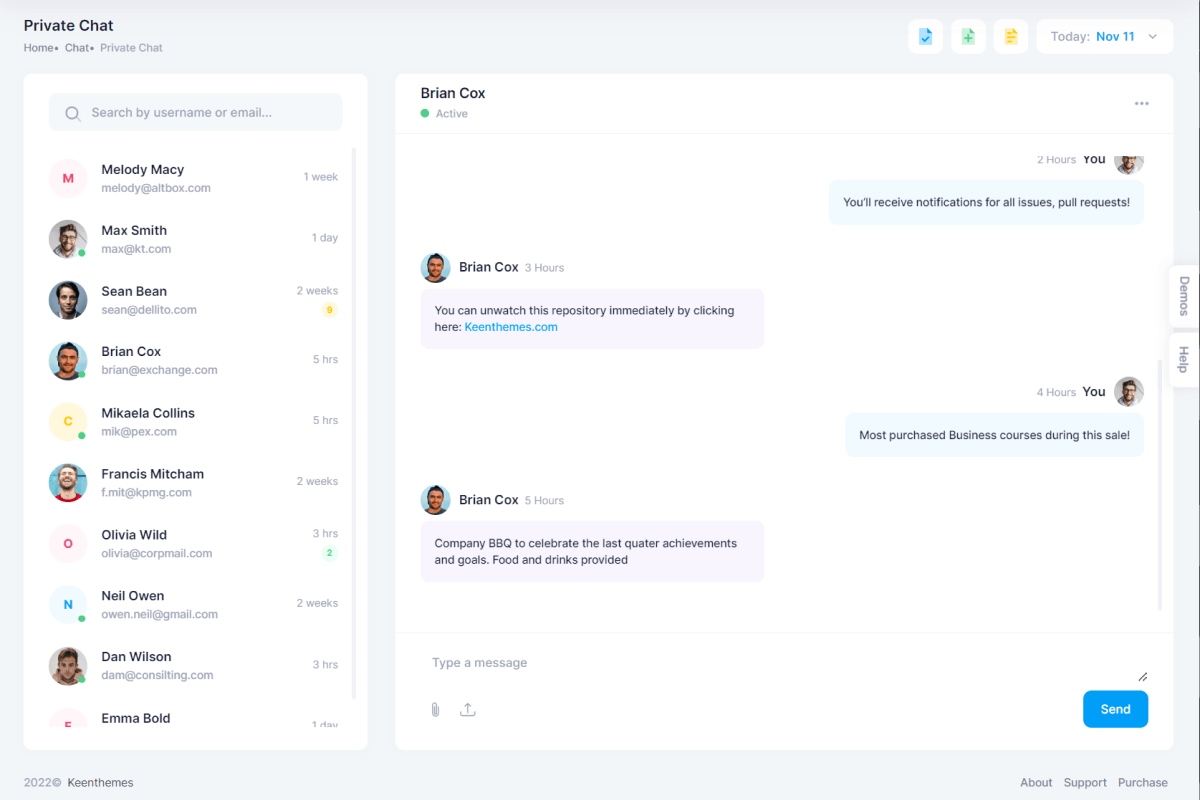 Private Chat
Home• Chat• Private Chat
Today: Nov 11
Search by username or email...
M
Melody Macy
melody@altbox.com
1 week
Max Smith
max@kt.com
1 day
Sean Bean
sean@dellito.com
2 weeks
9
Brian Cox
brian@exchange.com
5 hrs
C
Mikaela Collins
mik@pex.com
5 hrs
Francis Mitcham
f.mit@kpmg.com
2 weeks
O
Olivia Wild
olivia@corpmail.com
3 hrs
2
N
Neil Owen
owen.neil@gmail.com
2 weeks
Dan Wilson
dam@consilting.com
3 hrs
E
Emma Bold
1 day
Brian Cox
Active
2 Hours You
You'll receive notifications for all issues, pull requests!
Brian Cox 3 Hours
You can unwatch this repository immediately by clicking
here: Keenthemes.com
4 Hours You
Most purchased Business courses during this sale!
Brian Cox 5 Hours
Company BBQ to celebrate the last quater achievements
and goals. Food and drinks provided
Type a message
Send
Demos
Help
2022© Keenthemes
About Support Purchase